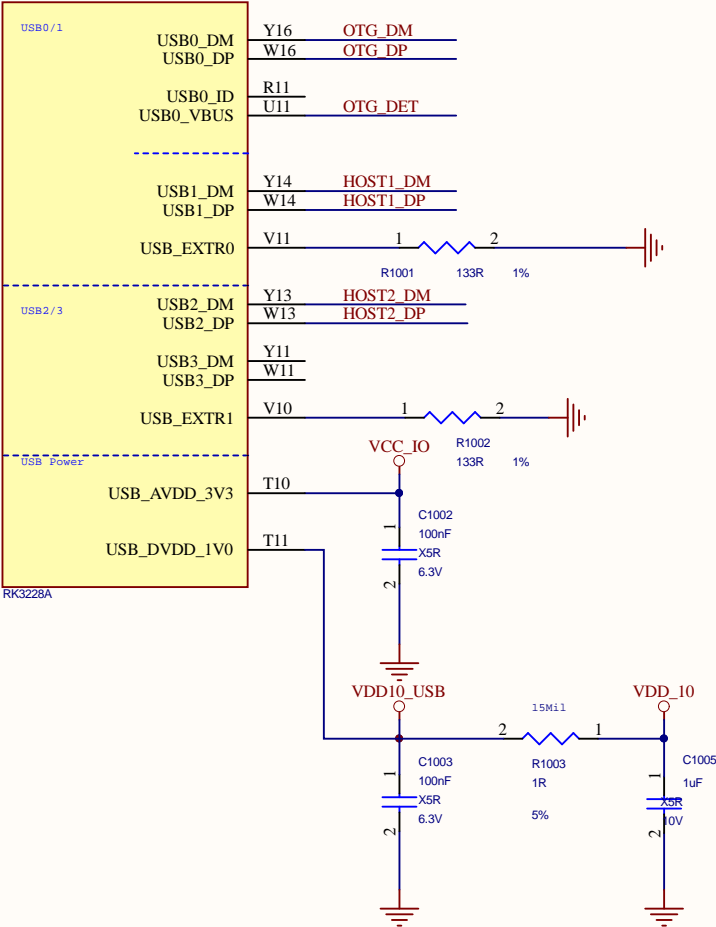 USB0/1
USB0_DM Y16 OTG_DM
USB0_DP W16 OTG_DP
USB0_ID R11
USB0_VBUS U11 OTG_DET
USB1_DM Y14 HOST1_DM
USB1_DP W14 HOST1_DP
USB_EXTR0 V11 1 2
R1001 133R 1%
USB2/3
USB2_DM Y13 HOST2_DM
USB2_DP W13 HOST2_DP
USB3_DM Y11
USB3_DP W11
USB_EXTR1 V10 1 2
R1002
133R 1%
VCC_IO
USB Power
USB_AVDD_3V3 T10
C1002
1 100nF
X5R
2 6.3V
USB_DVDD_1V0 T11
RK3228A
VDD10_USB
VDD_10
15Mil
2 1
R1003
1R
5%
C1003
1 100nF
X5R
2 6.3V
C1005
1 1uF
X5R
2 10V